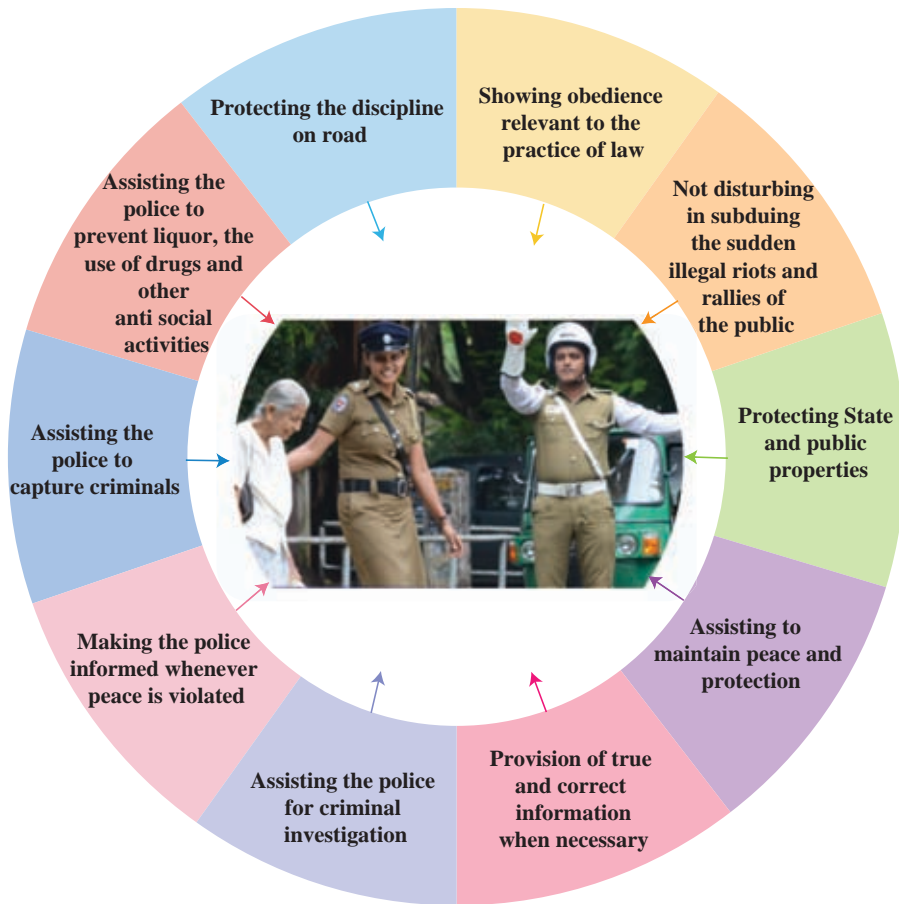 Protecting the discipline
on road
Showing obedience
relevant to the
practice of law
Not disturbing
in subduing
the sudden
illegal riots and
rallies of
the public
Protecting State
and public
properties
Assisting to
maintain peace and
protection
Provision of true
and correct
information
when necessary
Assisting the police
for criminal
investigation
Making the police
informed whenever
peace is violated
Assisting the
police to
capture criminals
Assisting the
police to
prevent liquor, the
use of drugs and
other
anti social
activities